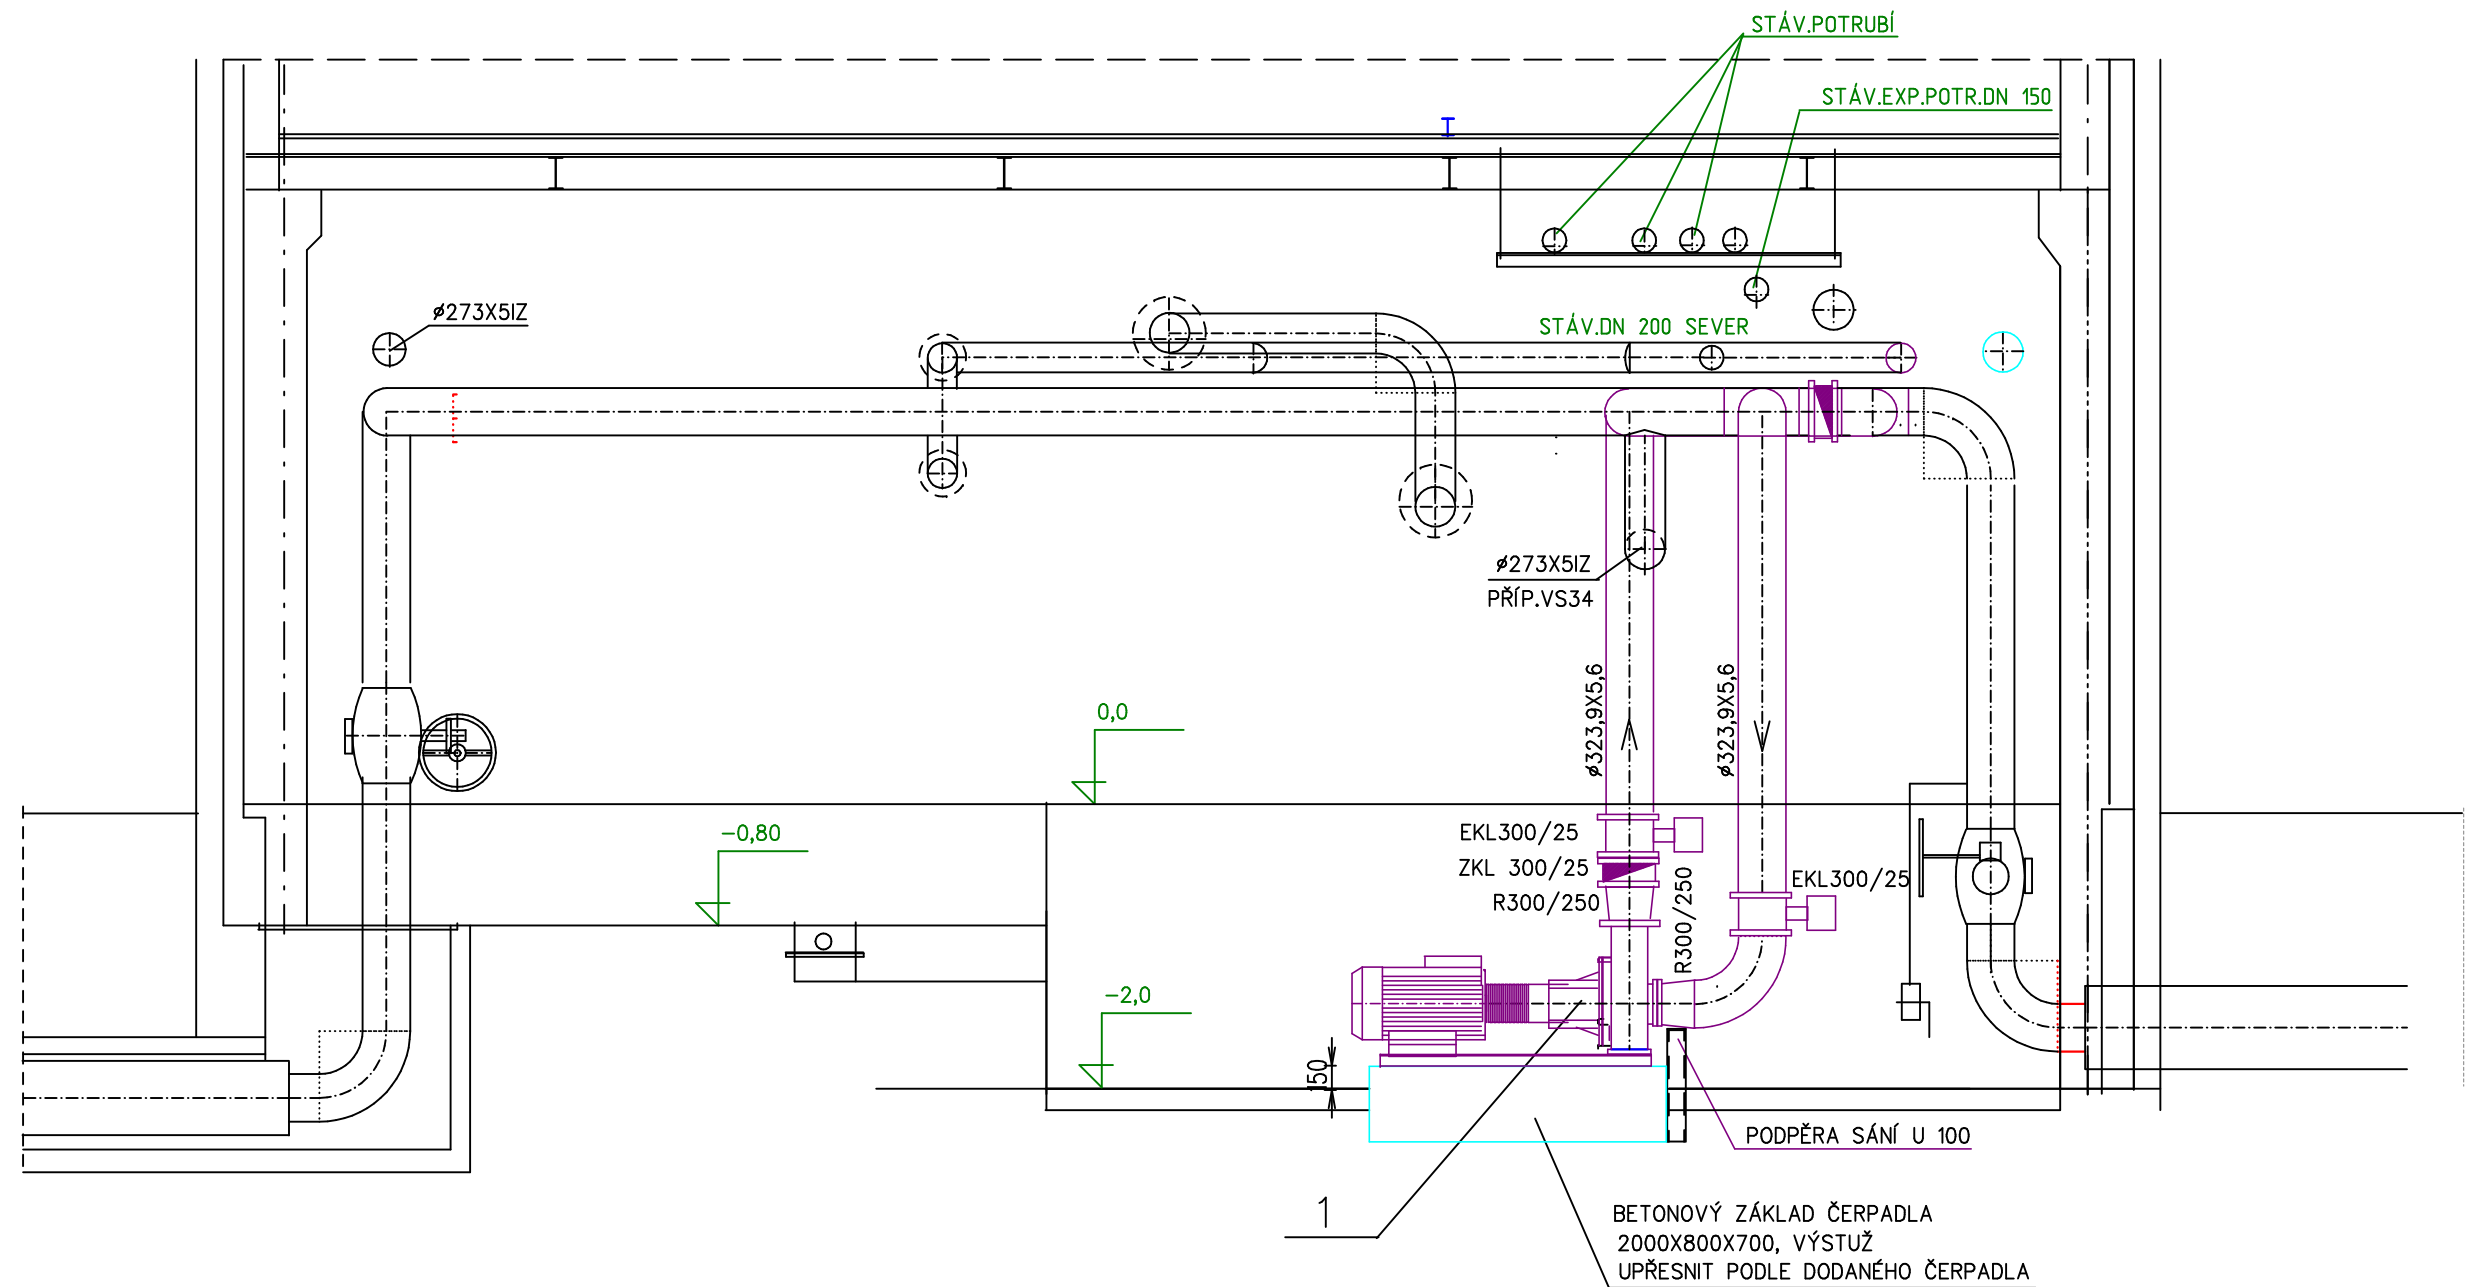 STÁV.POTRUBÍ
STÁV.EXP.POTR.DN 150
ø273X5IZ
STÁV.DN 200 SEVER
ø273X5IZ
PŘÍP.VS34
ø323,9X5,6
ø323,9X5,6
0,0
-0,80
EKL300/25
ZKL 300/25
R300/250
R300/250
EKL300/25
-2,0
150
PODPĚRA SÁNÍ U 100
1
BETONOVÝ ZÁKLAD ČERPADLA
2000X800X700, VÝSTUŽ
UPŘESNIT PODLE DODANÉHO ČERPADLA